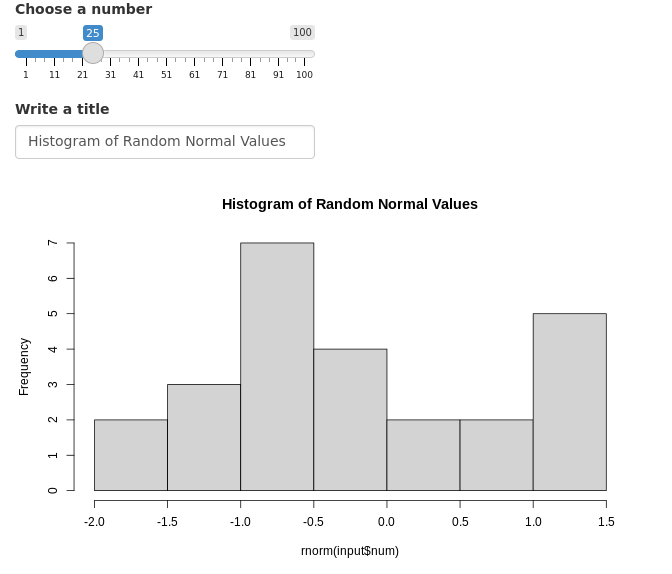 Choose a number
1 25 100
1 11 21 31 41 51 61 71 81 91 100
Write a title
Histogram of Random Normal Values
Histogram of Random Normal Values
7
6
5
4
3
2
1
0
Frequency
-2.0 -1.5 -1.0 -0.5 0.0 0.5 1.0 1.5
rnorm(input$num)